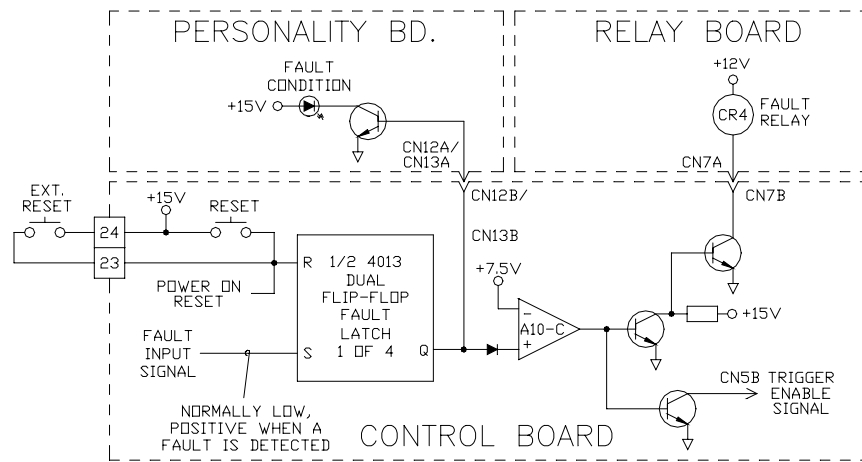 PERSONALITY BD.
RELAY BOARD
FAULT
CONDITION
+15V
+12V
CR4
FAULT
RELAY
CN12A/
CN13A
CN7A
CN12B/
CN7B
EXT.
RESET
+15V
RESET
24
23
CN13B
POWER ON
RESET
R
1/2 4013
DUAL
FLIP-FLOP
FAULT
LATCH
1 OF 4
S
Q
+7.5V
-
A10-C
+
+15V
FAULT
INPUT
SIGNAL
CN5B TRIGGER
ENABLE
SIGNAL
NORMALLY LOW,
POSITIVE WHEN A
FAULT IS DETECTED
CONTROL BOARD